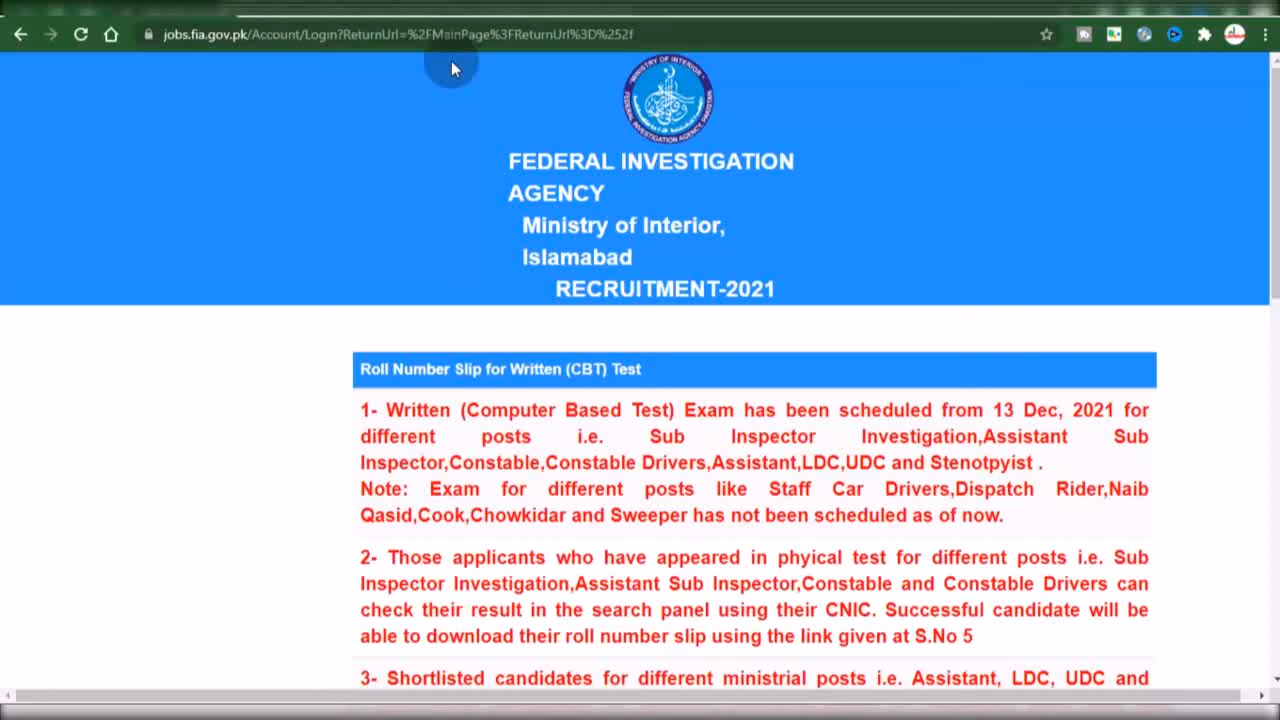 jobs.fia.gov.pk/Account/Login?ReturnUrl=%2FMainPage%3FReturnUrl%3D%252f
MINISTRY OF INTERIOR
FEDERAL INVESTIGATION AGENCY, PAKISTAN
FEDERAL INVESTIGATION
AGENCY
Ministry of Interior,
Islamabad
RECRUITMENT-2021
Roll Number Slip for Written (CBT) Test
1- Written (Computer Based Test) Exam has been scheduled from 13 Dec, 2021 for
different posts i.e. Sub Inspector Investigation,Assistant Sub
Inspector,Constable,Constable Drivers,Assistant,LDC,UDC and Stenotpyist .
Note: Exam for different posts like Staff Car Drivers,Dispatch Rider,Naib
Qasid,Cook,Chowkidar and Sweeper has not been scheduled as of now.
2- Those applicants who have appeared in phyical test for different posts i.e. Sub
Inspector Investigation,Assistant Sub Inspector,Constable and Constable Drivers can
check their result in the search panel using their CNIC. Successful candidate will be
able to download their roll number slip using the link given at S.No 5
3- Shortlisted candidates for different ministrial posts i.e. Assistant, LDC, UDC and